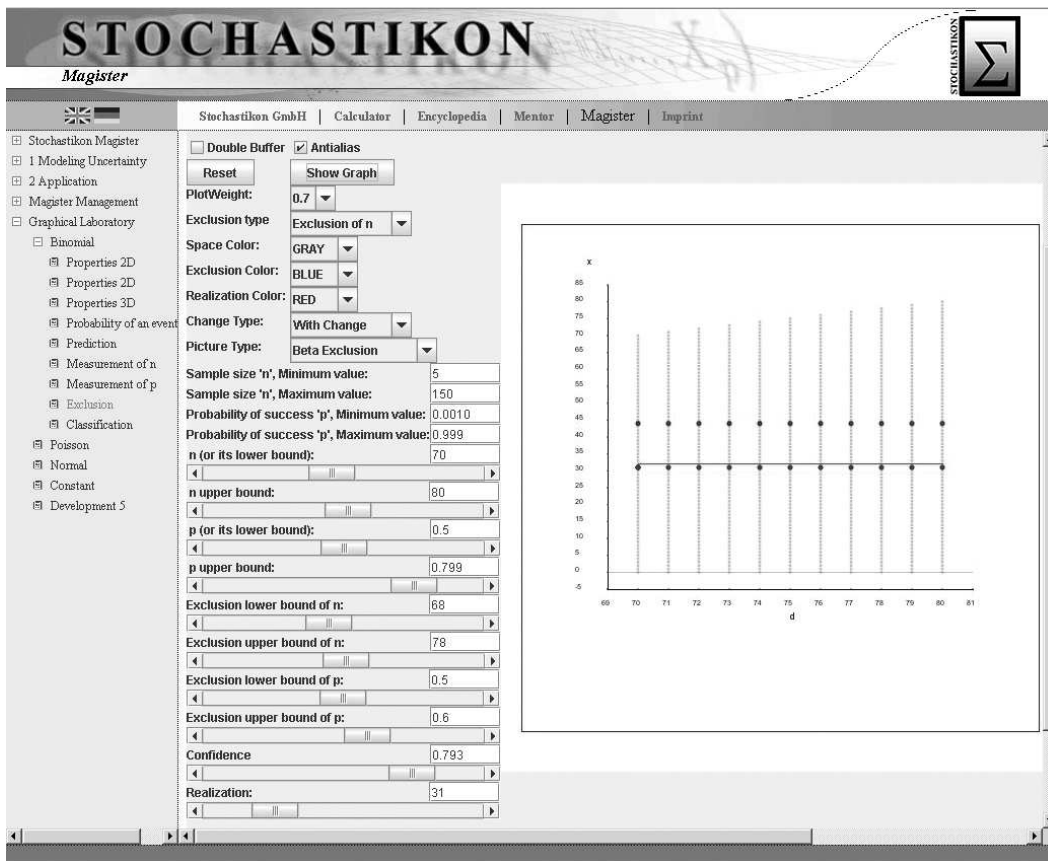 STOCHASTIKON
Magister
STOCHASTIKON
Σ
Stochastikon GmbH | Calculator | Encyclopedia | Mentor | Magister | Imprint
Stochastikon Magister
1 Modeling Uncertainty
2 Application
Magister Management
Graphical Laboratory
Binomial
Properties 2D
Properties 2D
Properties 3D
Probability of an event
Prediction
Measurement of n
Measurement of p
Exclusion
Classification
Poisson
Normal
Constant
Development 5
Double Buffer Antialias
Reset Show Graph
PlotWeight: 0.7
Exclusion type Exclusion of n
Space Color: GRAY
Exclusion Color: BLUE
Realization Color: RED
Change Type: With Change
Picture Type: Beta Exclusion
Sample size 'n', Minimum value: 5
Sample size 'n', Maximum value: 150
Probability of success 'p', Minimum value: 0.0010
Probability of success 'p', Maximum value: 0.999
n (or its lower bound): 70
n upper bound: 80
p (or its lower bound): 0.5
p upper bound: 0.799
Exclusion lower bound of n: 68
Exclusion upper bound of n: 78
Exclusion lower bound of p: 0.5
Exclusion upper bound of p: 0.6
Confidence 0.793
Realization: 31
x
85
80
75
70
65
60
55
50
45
40
35
30
25
20
15
10
5
0
-5
69 70 71 72 73 74 75 76 77 78 79 80 81
d